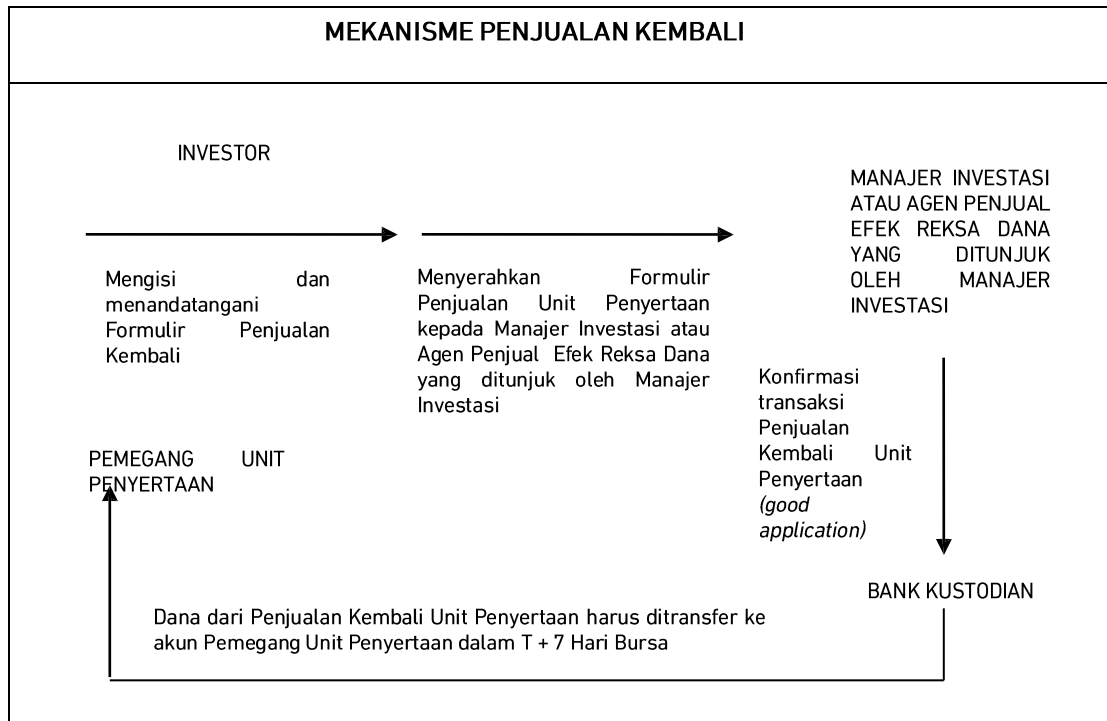 MEKANISME PENJUALAN KEMBALI
INVESTOR
MANAJER INVESTASI
ATAU AGEN PENJUAL
EFEK REKSA DANA
YANG DITUNJUK
OLEH MANAJER
INVESTASI
Mengisi dan
menandatangani
Formulir Penjualan
Kembali
Menyerahkan Formulir
Penjualan Unit Penyertaan
kepada Manajer Investasi atau
Agen Penjual Efek Reksa Dana
yang ditunjuk oleh Manajer
Investasi
Konfirmasi
transaksi
Penjualan
Kembali Unit
Penyertaan
(good
application)
PEMEGANG UNIT
PENYERTAAN
BANK KUSTODIAN
Dana dari Penjualan Kembali Unit Penyertaan harus ditransfer ke
akun Pemegang Unit Penyertaan dalam T + 7 Hari Bursa